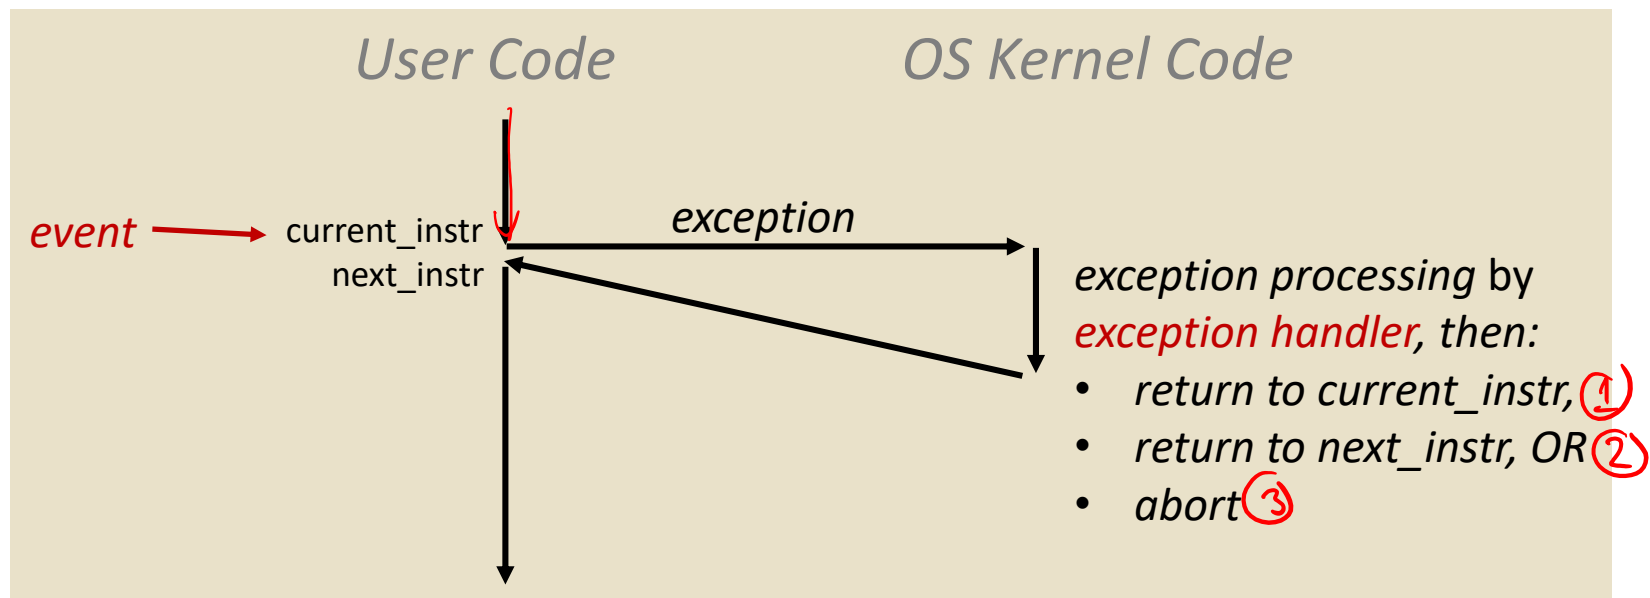 User Code
OS Kernel Code
event
current_instr
next_instr
exception
exception processing by
exception handler, then:
• return to current_instr, 1
• return to next_instr, OR 2
• abort 3